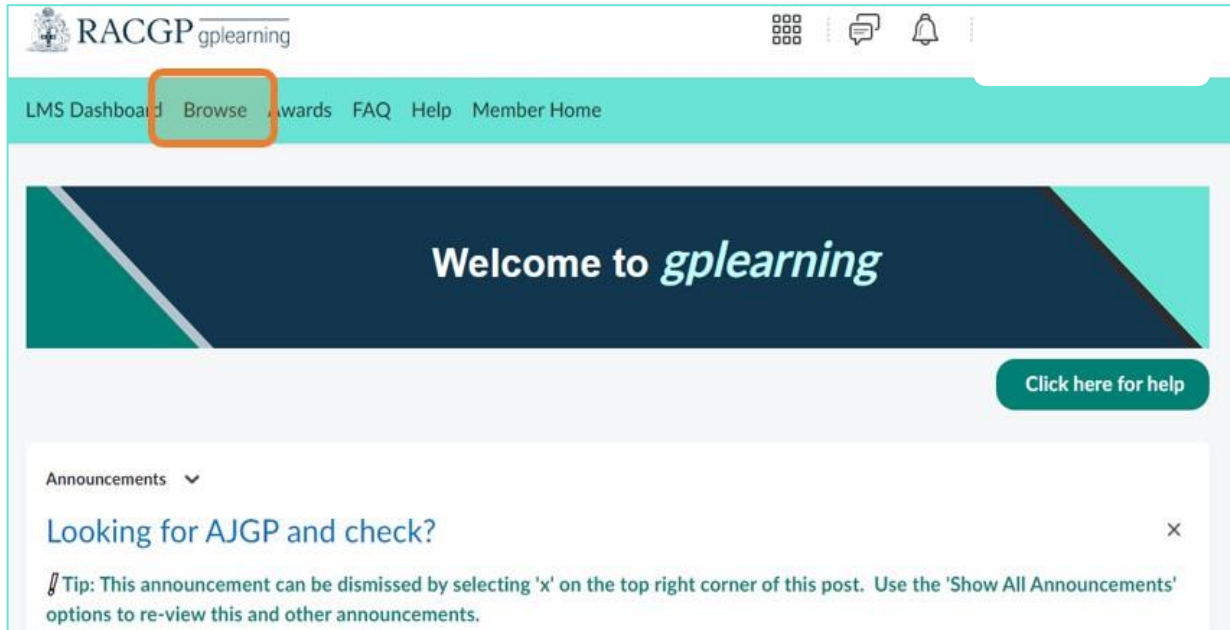 RACGP gplearning
LMS Dashboard Browse Awards FAQ Help Member Home
Welcome to gplearning
Click here for help
Announcements
Looking for AJGP and check?
Tip: This announcement can be dismissed by selecting 'x' on the top right corner of this post. Use the 'Show All Announcements'
options to re-view this and other announcements.